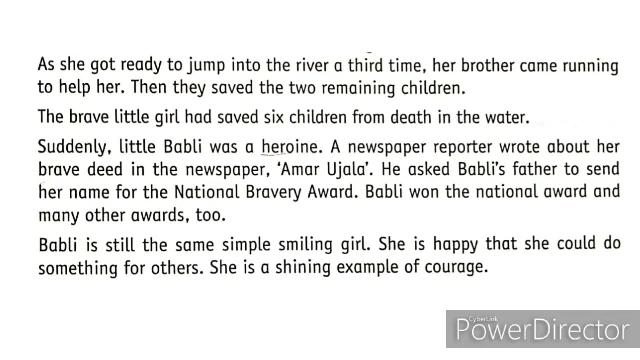 As she got ready to jump into the river a third time, her brother came running
to help her. Then they saved the two remaining children.
The brave little girl had saved six children from death in the water.
Suddenly, little Babli was a heroine. A newspaper reporter wrote about her
brave deed in the newspaper, ‘Amar Ujala’. He asked Babli’s father to send
her name for the National Bravery Award. Babli won the national award and
many other awards, too.
Babli is still the same simple smiling girl. She is happy that she could do
something for others. She is a shining example of courage.
CyberLink
PowerDirector